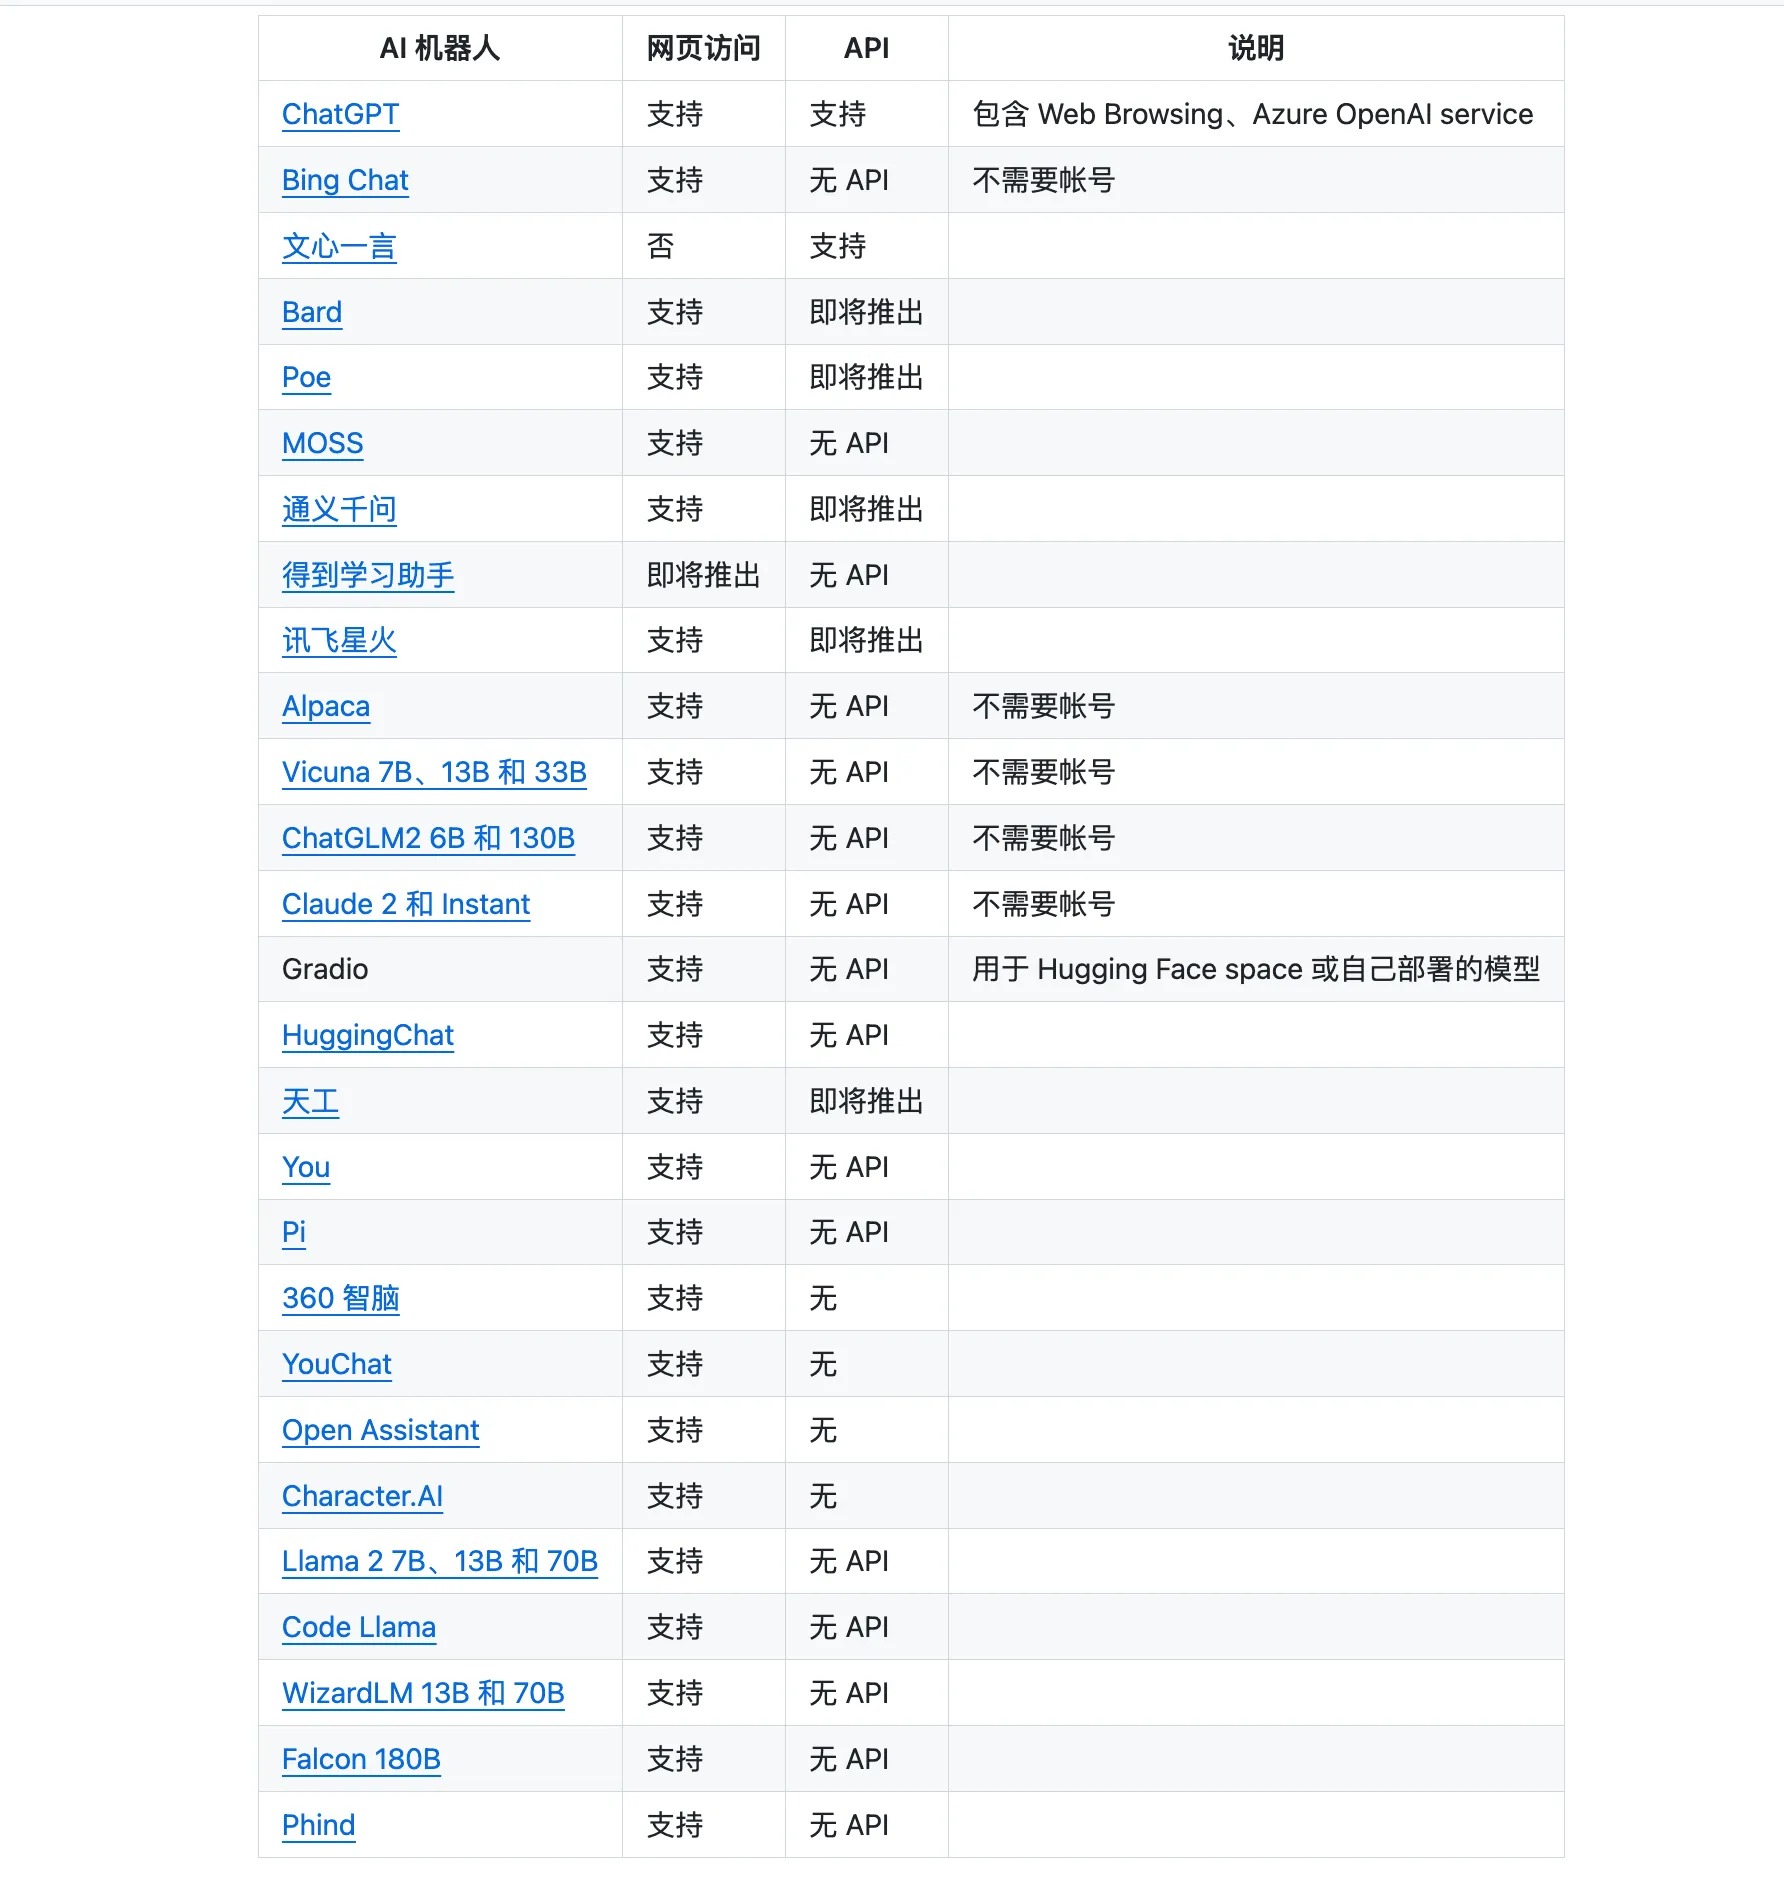 AI 机器人 网页访问 API 说明
ChatGPT 支持 支持 包含 Web Browsing、Azure OpenAI service
Bing Chat 支持 无 API 不需要帐号
文心一言 否 支持
Bard 支持 即将推出
Poe 支持 即将推出
MOSS 支持 无 API
通义千问 支持 即将推出
得到学习助手 即将推出 无 API
讯飞星火 支持 即将推出
Alpaca 支持 无 API 不需要帐号
Vicuna 7B、13B 和 33B 支持 无 API 不需要帐号
ChatGLM2 6B 和 130B 支持 无 API 不需要帐号
Claude 2 和 Instant 支持 无 API 不需要帐号
Gradio 支持 无 API 用于 Hugging Face space 或自己部署的模型
HuggingChat 支持 无 API
天工 支持 即将推出
You 支持 无 API
Pi 支持 无 API
360 智脑 支持 无
YouChat 支持 无
Open Assistant 支持 无
Character.AI 支持 无
Llama 2 7B、13B 和 70B 支持 无 API
Code Llama 支持 无 API
WizardLM 13B 和 70B 支持 无 API
Falcon 180B 支持 无 API
Phind 支持 无 API